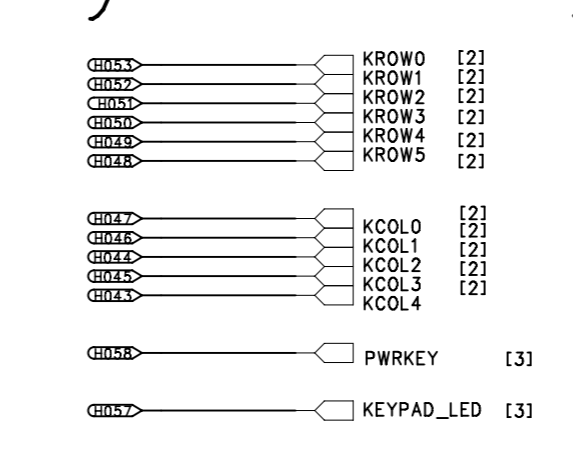 H053 KROW0 [2]
H052 KROW1 [2]
H051 KROW2 [2]
H050 KROW3 [2]
H049 KROW4 [2]
H048 KROW5 [2]
H047 KCOL0 [2]
H046 KCOL1 [2]
H044 KCOL2 [2]
H045 KCOL3 [2]
H043 KCOL4 [2]
H058 PWRKEY [3]
H057 KEYPAD_LED [3]